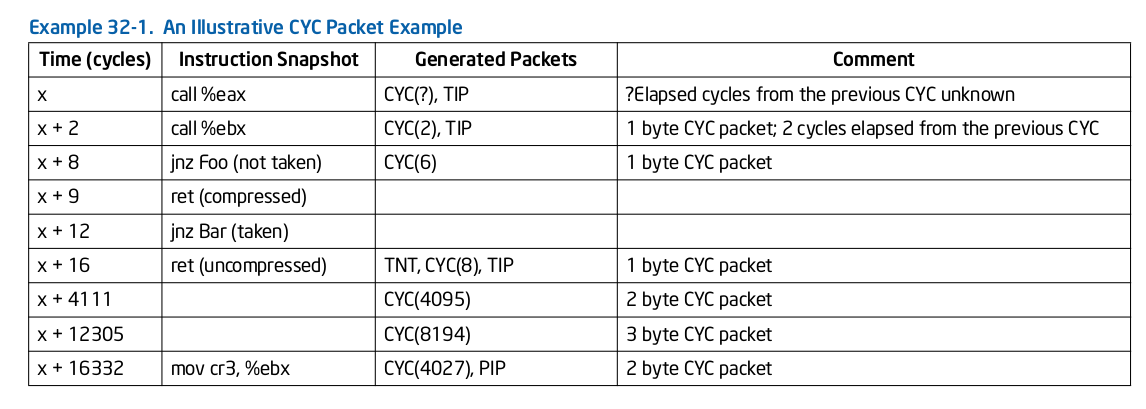 Example 32-1. An Illustrative CYC Packet Example
Time (cycles) Instruction Snapshot Generated Packets Comment
x call %eax CYC(?), TIP ?Elapsed cycles from the previous CYC unknown
x + 2 call %ebx CYC(2), TIP 1 byte CYC packet; 2 cycles elapsed from the previous CYC
x + 8 jnz Foo (not taken) CYC(6) 1 byte CYC packet
x + 9 ret (compressed)
x + 12 jnz Bar (taken)
x + 16 ret (uncompressed) TNT, CYC(8), TIP 1 byte CYC packet
x + 4111 CYC(4095) 2 byte CYC packet
x + 12305 CYC(8194) 3 byte CYC packet
x + 16332 mov cr3, %ebx CYC(4027), PIP 2 byte CYC packet